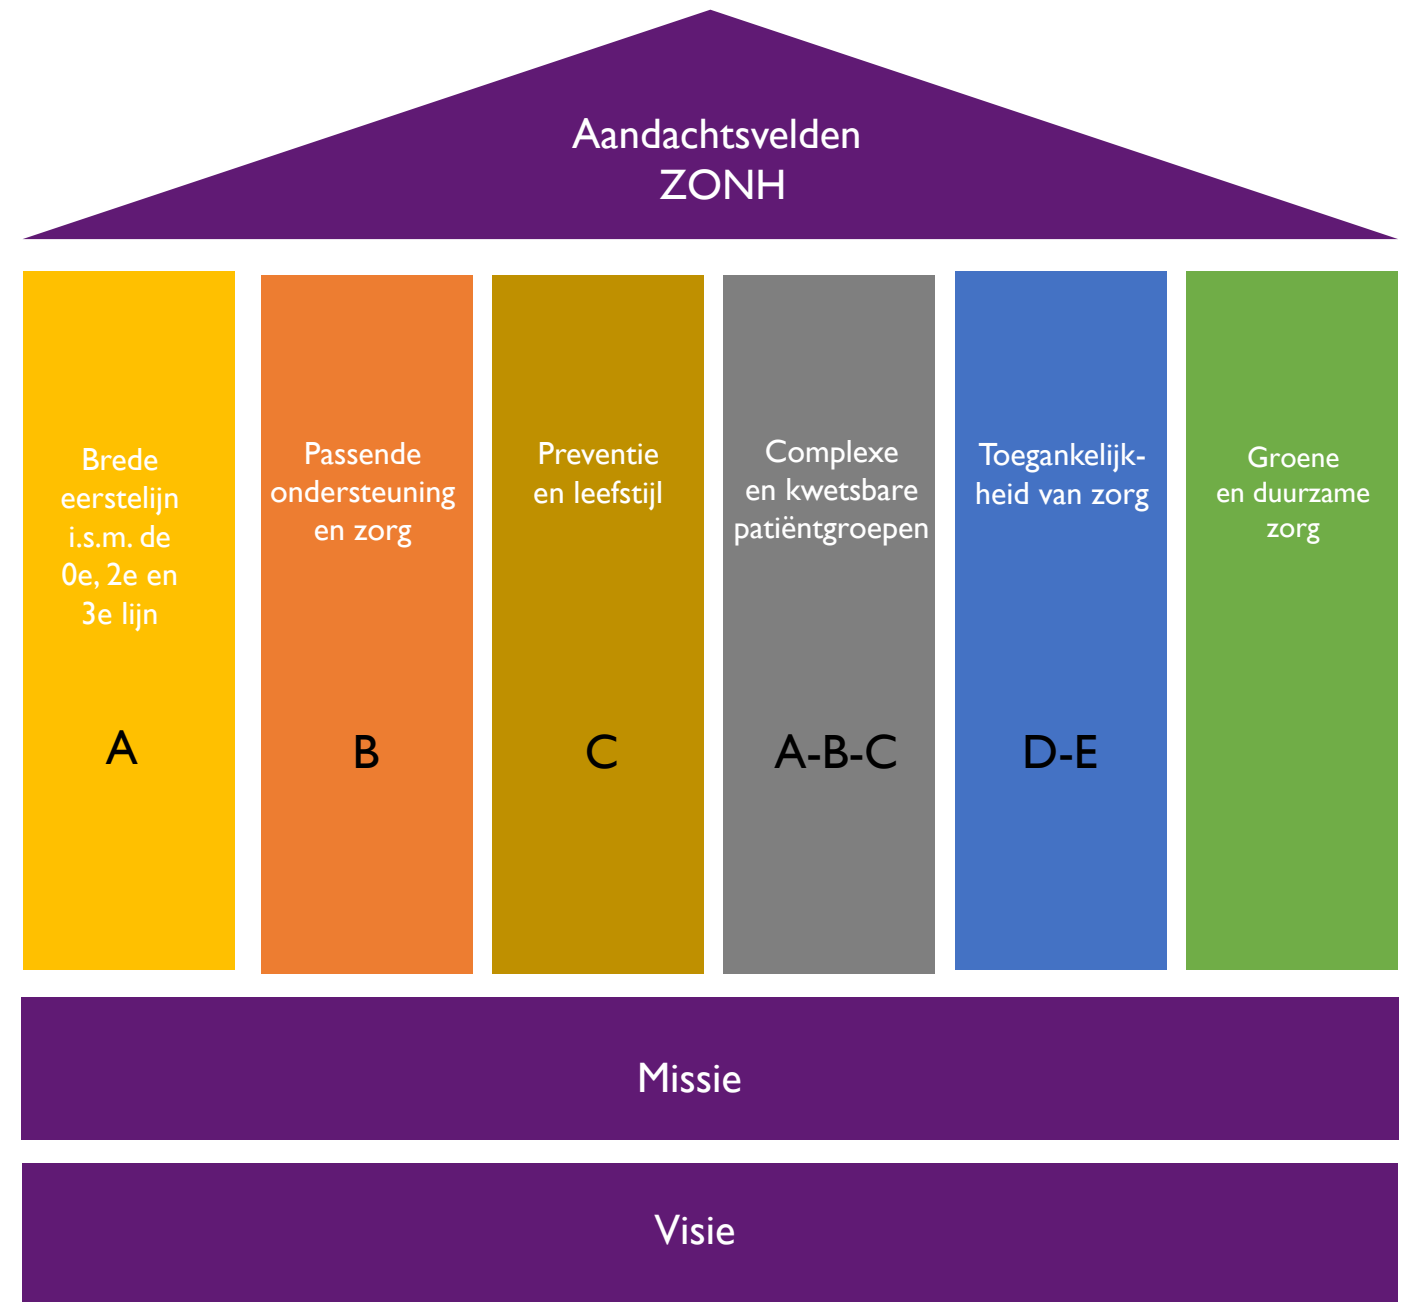 Aandachtsvelden
ZONH
Brede
eerstelijn
i.s.m. de
0e, 2e en
3e lijn
A
Passende
ondersteuning
en zorg
B
Preventie
en leefstijl
C
Complexe
en kwetsbare
patiëntgroepen
A-B-C
Toegankelijk-
heid van zorg
D-E
Groene
en duurzame
zorg
Missie
Visie